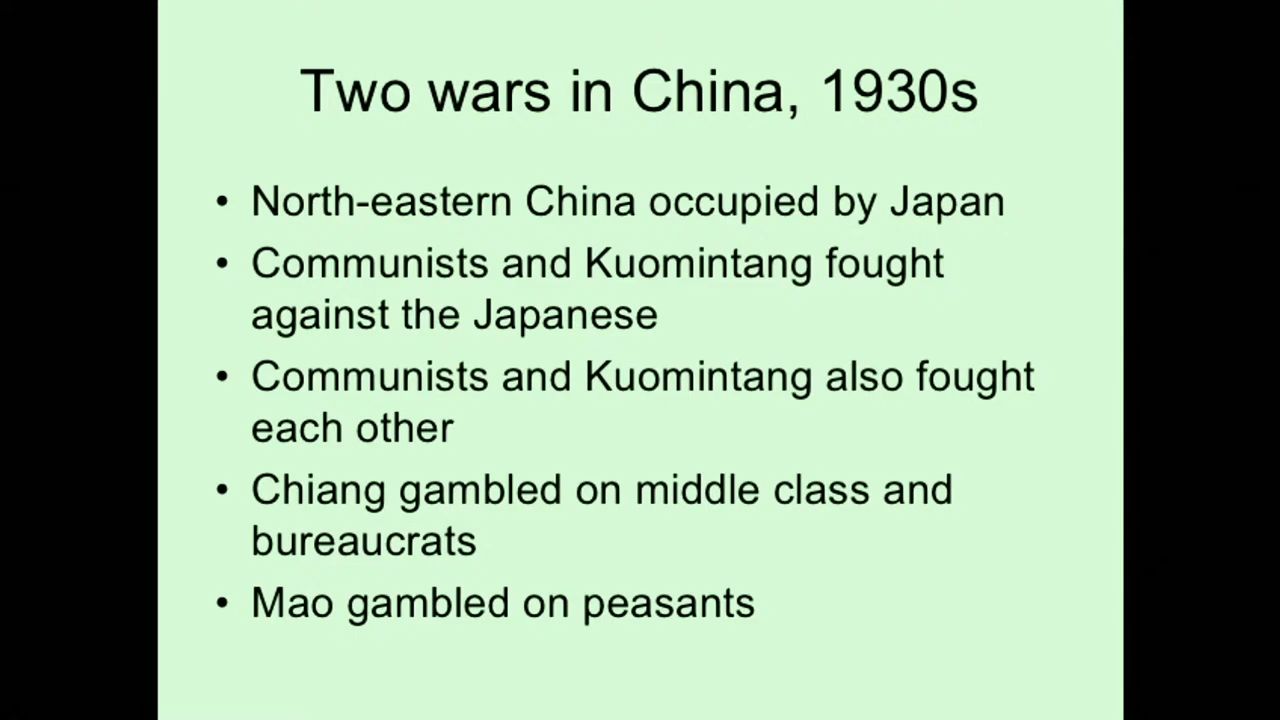 Two wars in China, 1930s
• North-eastern China occupied by Japan
• Communists and Kuomintang fought
against the Japanese
• Communists and Kuomintang also fought
each other
• Chiang gambled on middle class and
bureaucrats
• Mao gambled on peasants